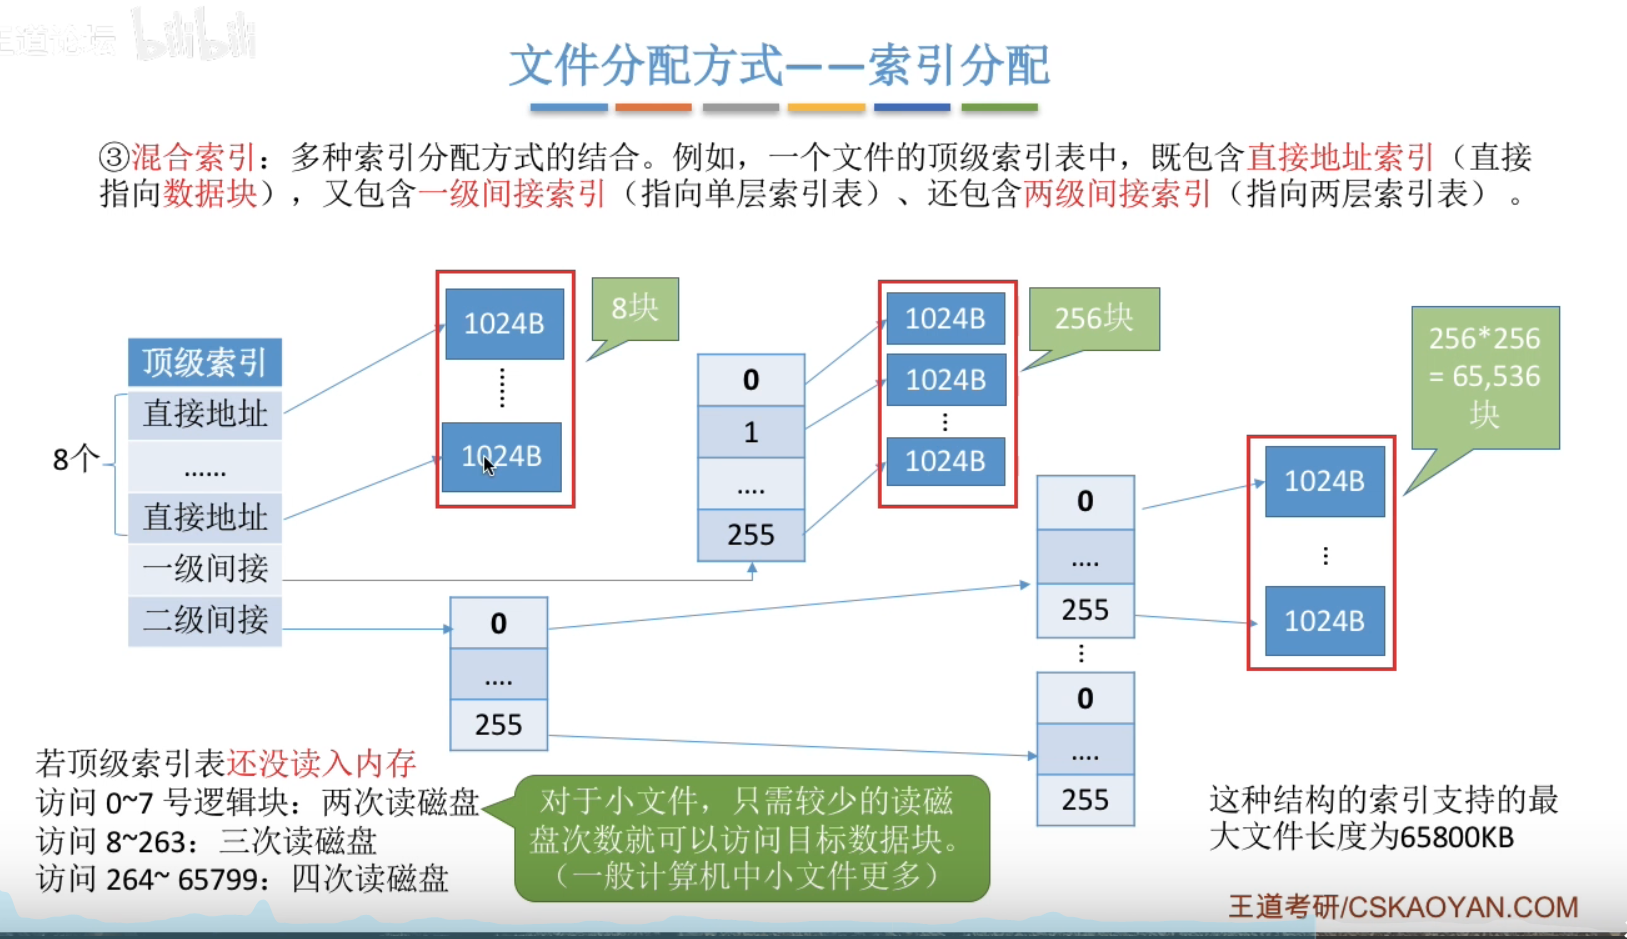 王道论坛 bilibili
文件分配方式——索引分配
③混合索引：多种索引分配方式的结合。例如，一个文件的顶级索引表中，既包含直接地址索引（直接
指向数据块），又包含一级间接索引（指向单层索引表）、还包含两级间接索引（指向两层索引表）。
顶级索引
8个
直接地址
......
直接地址
一级间接
二级间接
1024B
1024B
8块
0
1
....
255
1024B
1024B
1024B
256块
0
....
255
0
....
255
0
....
255
1024B
1024B
256*256
= 65,536
块
若顶级索引表还没读入内存
访问 0~7 号逻辑块：两次读磁盘
访问 8~263：三次读磁盘
访问 264~ 65799：四次读磁盘
对于小文件，只需较少的读磁
盘次数就可以访问目标数据块。
（一般计算机中小文件更多）
这种结构的索引支持的最
大文件长度为65800KB
王道考研/CSKAOYAN.COM